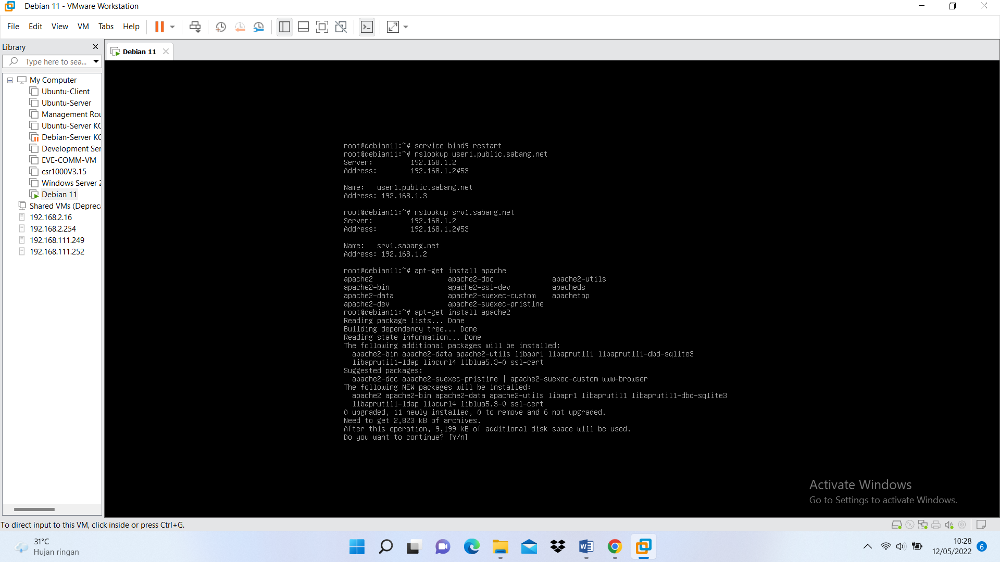 Debian 11 - VMware Workstation
File Edit View VM Tabs Help
Library
Type here to sea...
My Computer
Ubuntu-Client
Ubuntu-Server
Management Rou
Ubuntu-Server KC
Debian-Server KC
Development Ser
EVE-COMM-VM
csr1000V3.15
Windows Server 2
Debian 11
Shared VMs (Depreca
192.168.2.16
192.168.2.254
192.168.111.249
192.168.111.252
Debian 11
root@debian11:~# service bind9 restart
root@debian11:~# nslookup user1.public.sabang.net
Server: 192.168.1.2
Address: 192.168.1.2#53
Name: user1.public.sabang.net
Address: 192.168.1.3
root@debian11:~# nslookup srv1.sabang.net
Server: 192.168.1.2
Address: 192.168.1.2#53
Name: srv1.sabang.net
Address: 192.168.1.2
root@debian11:~# apt-get install apache
apache2 apache2-doc apache2-utils
apache2-bin apache2-ssl-dev apacheds
apache2-data apache2-suexec-custom apachetop
apache2-dev apache2-suexec-pristine
root@debian11:~# apt-get install apache2
Reading package lists... Done
Building dependency tree... Done
Reading state information... Done
The following additional packages will be installed:
apache2-bin apache2-data apache2-utils libapr1 libaprutil1 libaprutil1-dbd-sqlite3
libaprutil1-ldap libcurl4 liblua5.3-0 ssl-cert
Suggested packages:
apache2-doc apache2-suexec-pristine | apache2-suexec-custom www-browser
The following NEW packages will be installed:
apache2 apache2-bin apache2-data apache2-utils libapr1 libaprutil1 libaprutil1-dbd-sqlite3
libaprutil1-ldap libcurl4 liblua5.3-0 ssl-cert
0 upgraded, 11 newly installed, 0 to remove and 6 not upgraded.
Need to get 2,823 kB of archives.
After this operation, 9,199 kB of additional disk space will be used.
Do you want to continue? [Y/n]
Activate Windows
Go to Settings to activate Windows.
To direct input to this VM, click inside or press Ctrl+G.
31°C
Hujan ringan
10:28
12/05/2022
6